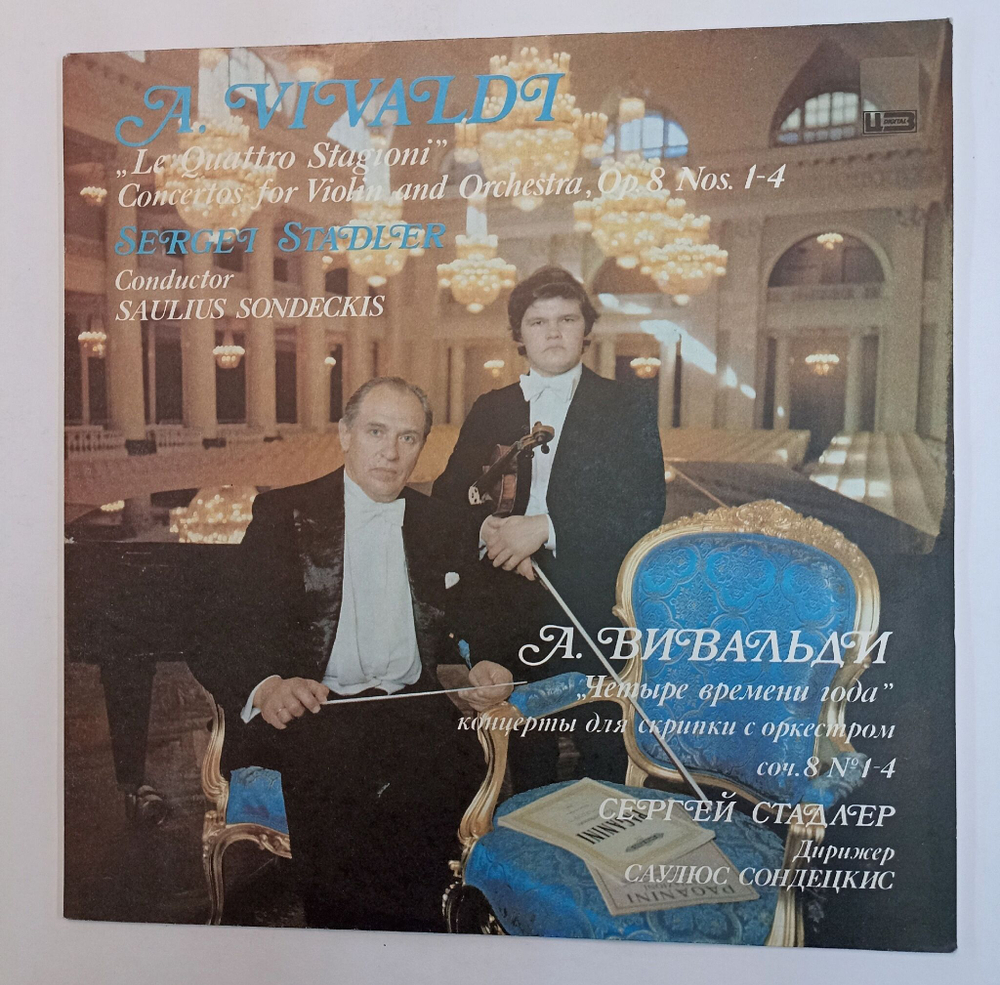 A. VIVALDI
„Le Quattro Stagioni”
Concertos for Violin and Orchestra, Op. 8 Nos. 1-4
SERGEI STADLER
Conductor
SAULIUS SONDECKIS
DIGITAL
А. ВИВАЛЬДИ
„Четыре времени года”
концерты для скрипки с оркестром
соч. 8 № 1-4
СЕРГЕЙ СТАДЛЕР
Дирижер
САУЛЮС СОНДЕЦКИС
PAGANINI
PAGANINI